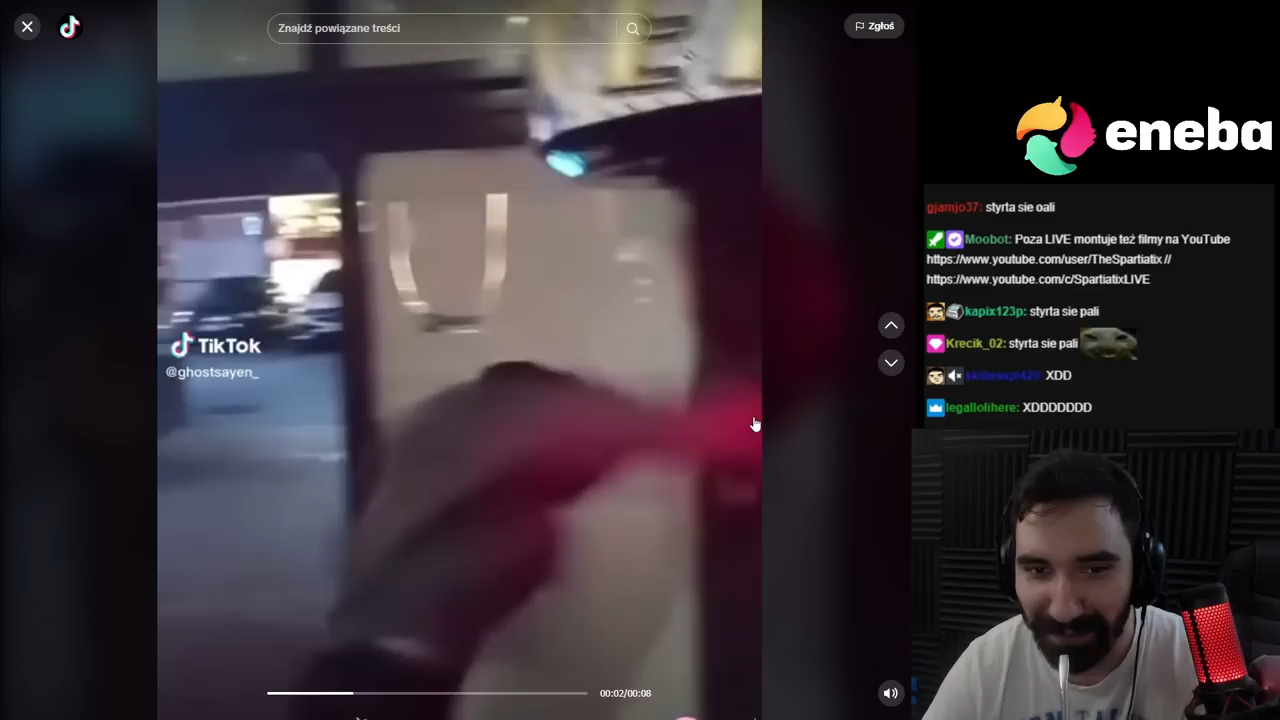 Znajdź powiązane treści
Zgłoś
eneba
gjamjo37: styrta sie oali
Moobot: Poza LIVE montuje też filmy na YouTube
https://www.youtube.com/user/TheSpartiatix //
https://www.youtube.com/c/SpartiatixLIVE
kapix123p: styrta sie pali
Krecik_02: styrta sie pali
XDD
legallolihere: XDDDDDDD
TikTok
@ghostsayen_
00:02/00:08